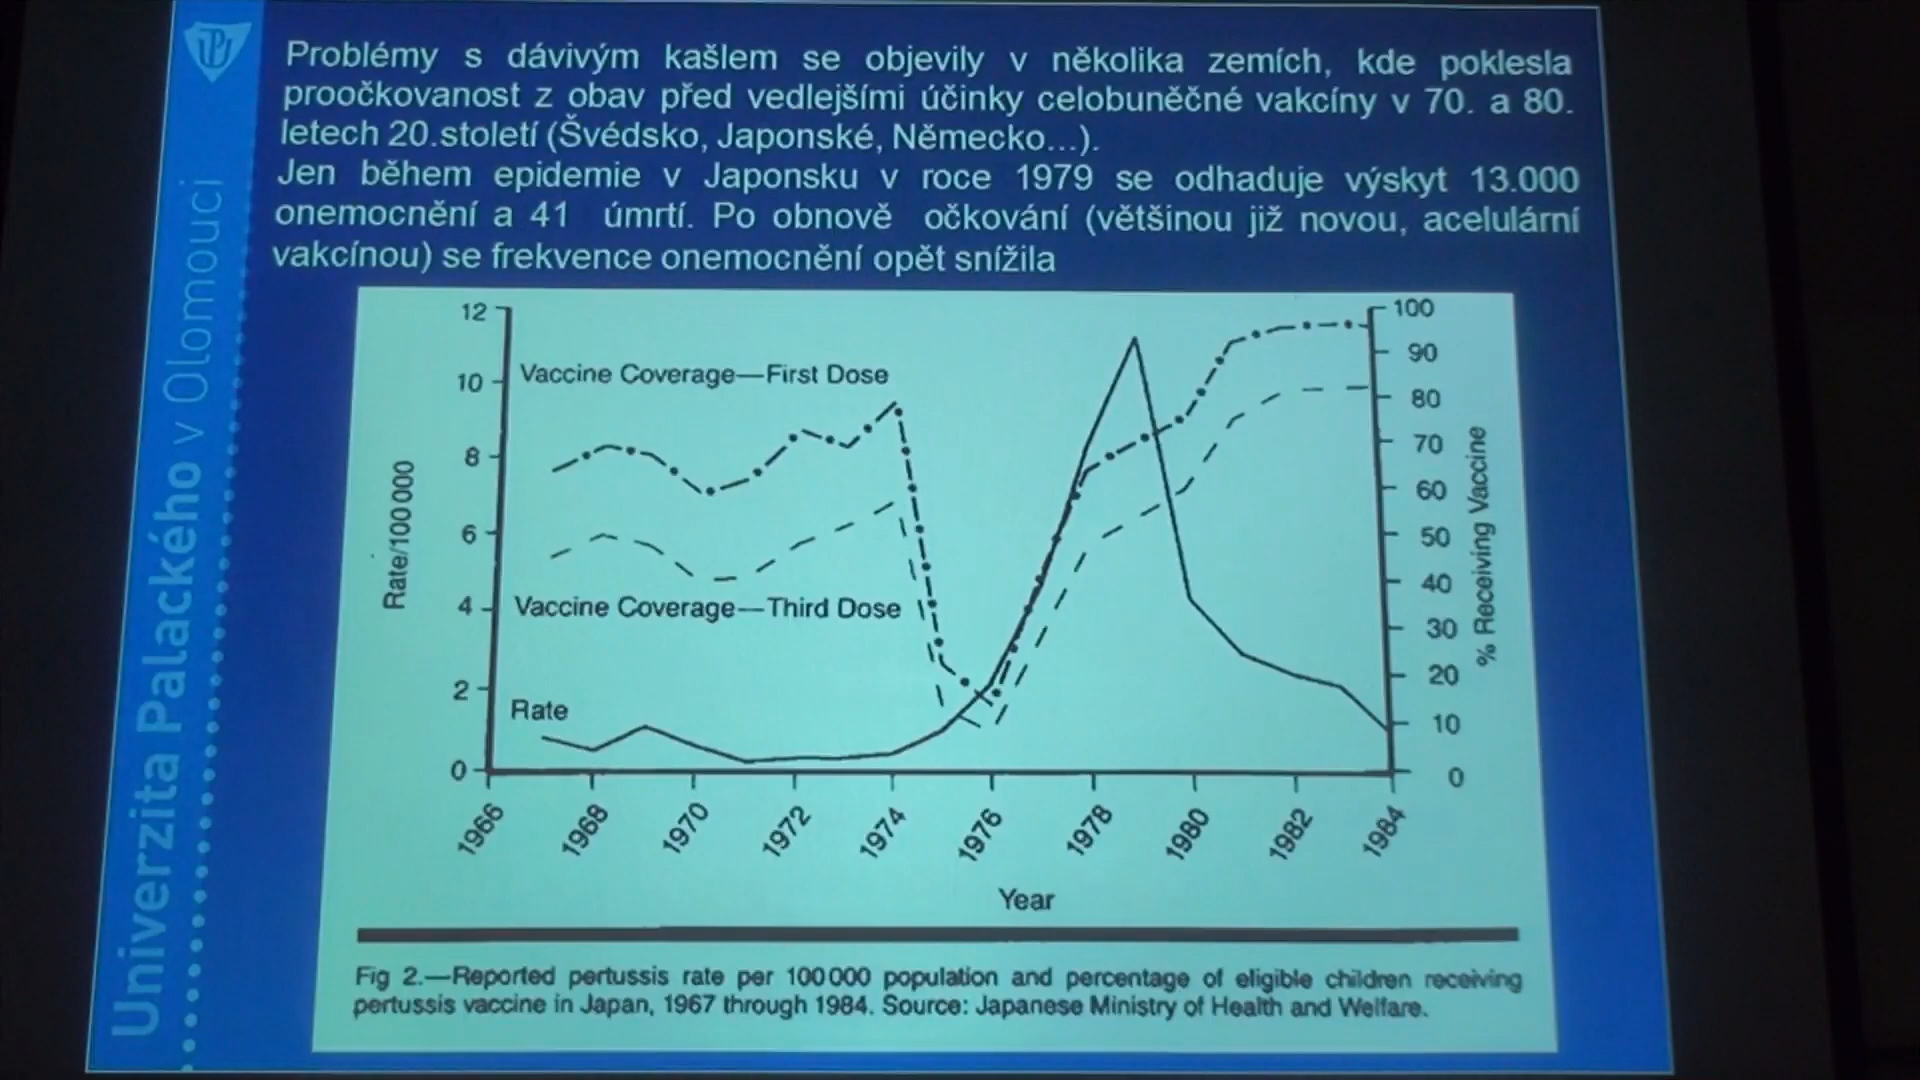 Problémy s dávivým kašlem se objevily v několika zemích, kde poklesla
proočkovanost z obav před vedlejšími účinky celobuněčné vakcíny v 70. a 80.
letech 20.století (Švédsko, Japonské, Německo...).
Jen během epidemie v Japonsku v roce 1979 se odhaduje výskyt 13.000
onemocnění a 41 úmrtí. Po obnově očkování (většinou již novou, acelulární
vakcínou) se frekvence onemocnění opět snížila
Univerzita Palackého v Olomouci
12
10
8
6
4
2
0
Rate/100 000
Vaccine Coverage—First Dose
Vaccine Coverage—Third Dose
Rate
100
90
80
70
60
50
40
30
20
10
0
% Receiving Vaccine
1966
1968
1970
1972
1974
1976
1978
1980
1982
1984
Year
Fig 2.—Reported pertussis rate per 100 000 population and percentage of eligible children receiving
pertussis vaccine in Japan, 1967 through 1984. Source: Japanese Ministry of Health and Welfare.